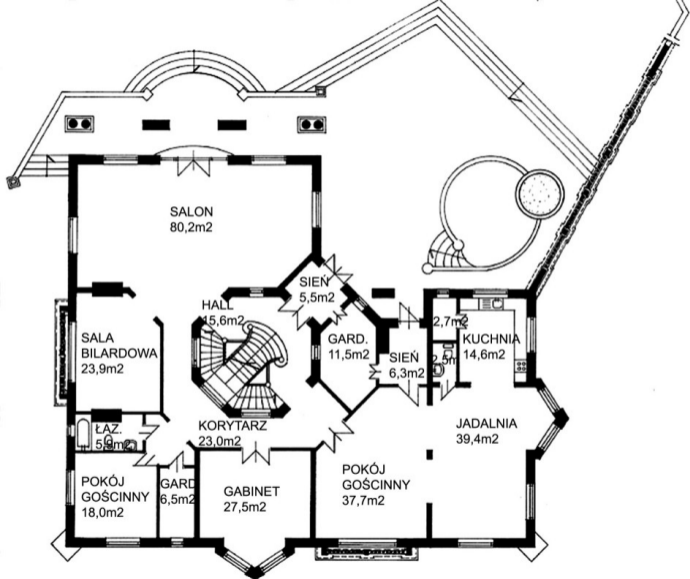 SALON
80,2m2
SIEŃ
5,5m2
HALL
15,6m2
2,7m2
KUCHNIA
14,6m2
SALA
BILARDOWA
23,9m2
GARD.
11,5m2
SIEŃ
6,3m2
ŁAZ.
KORYTARZ
23,0m2
JADALNIA
39,4m2
POKÓJ
GOŚCINNY
18,0m2
GARD
6,5m2
GABINET
27,5m2
POKÓJ
GOŚCINNY
37,7m2